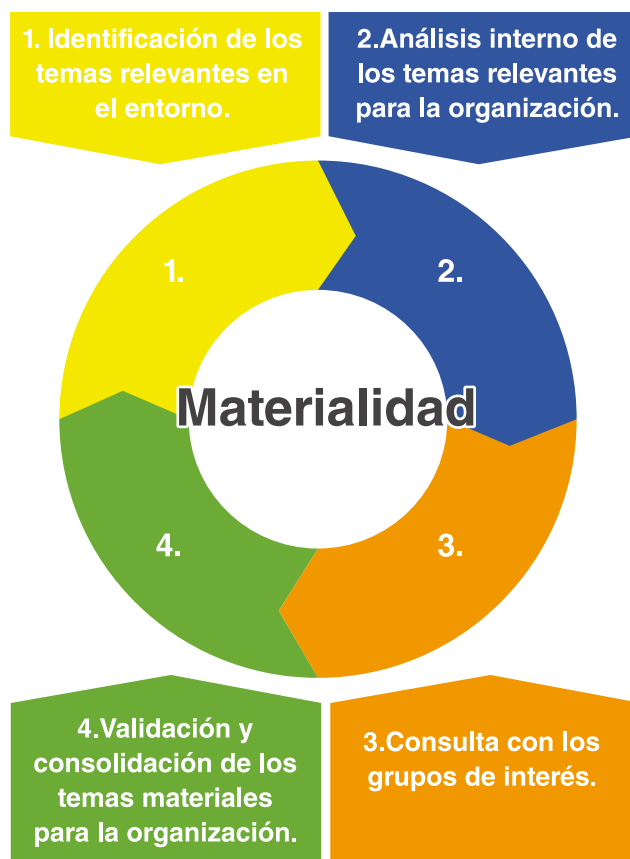 1. Identificación de los
temas relevantes en
el entorno.
2.Análisis interno de
los temas relevantes
para la organización.
1.
2.
Materialidad
4.
3.
4.Validación y
consolidación de los
temas materiales
para la organización.
3.Consulta con los
grupos de interés.